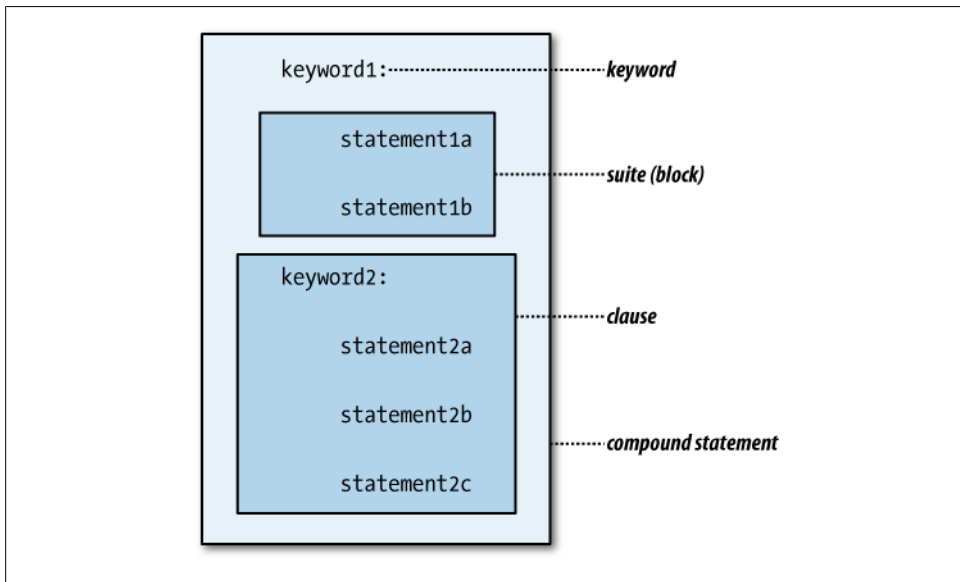 keyword1: keyword
statement1a
suite (block)
statement1b
keyword2:
clause
statement2a
statement2b
compound statement
statement2c